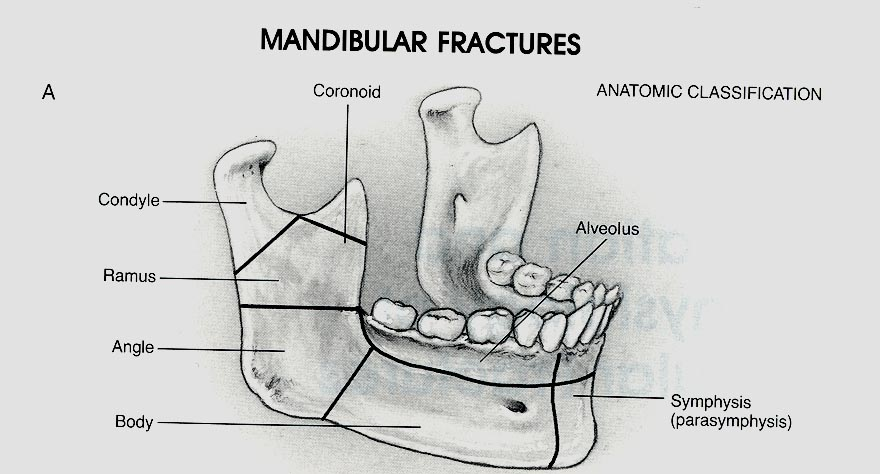 MANDIBULAR FRACTURES
A
Coronoid
ANATOMIC CLASSIFICATION
Condyle
Alveolus
Ramus
Angle
Body
Symphysis
(parasymphysis)